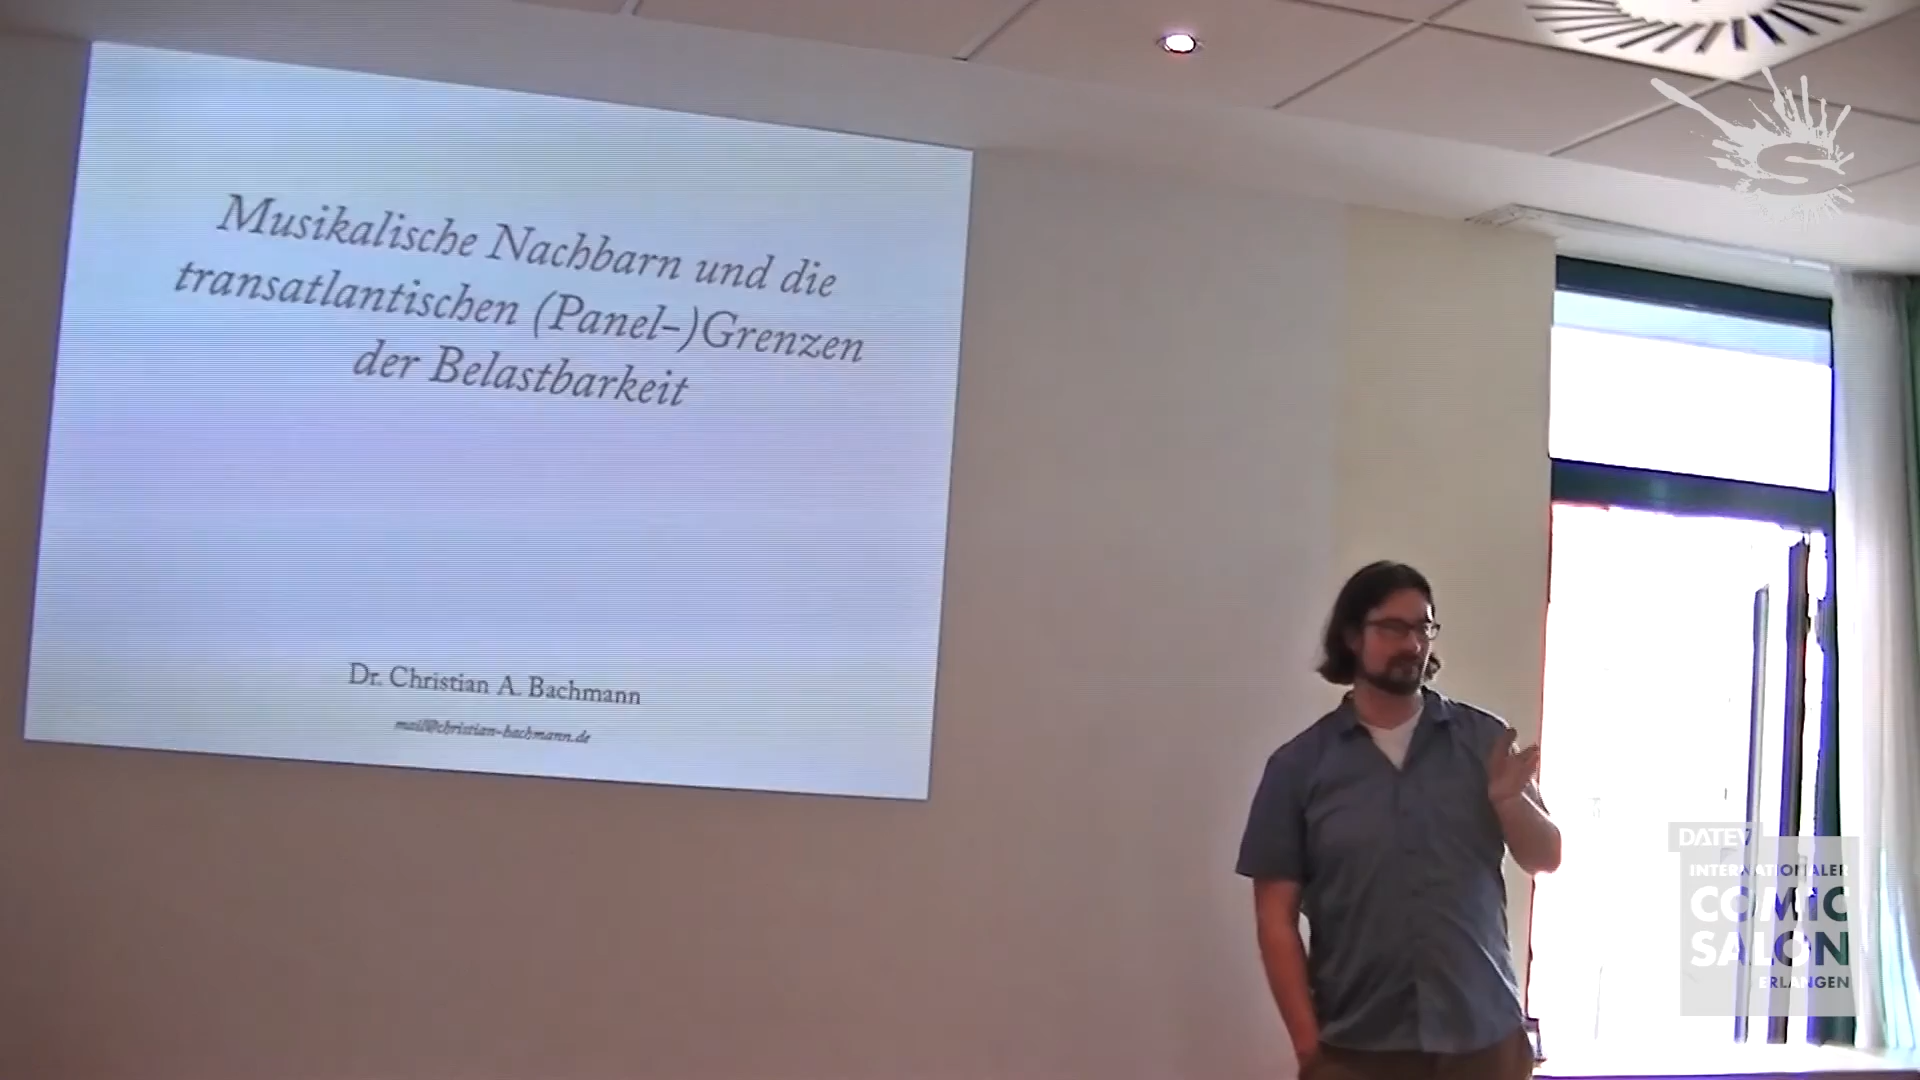 Musikalische Nachbarn und die
transatlantischen (Panel-)Grenzen
der Belastbarkeit
Dr. Christian A. Bachmann
mail@christian-bachmann.de
DATEV
INTERNATIONALER
COMIC
SALON
ERLANGEN